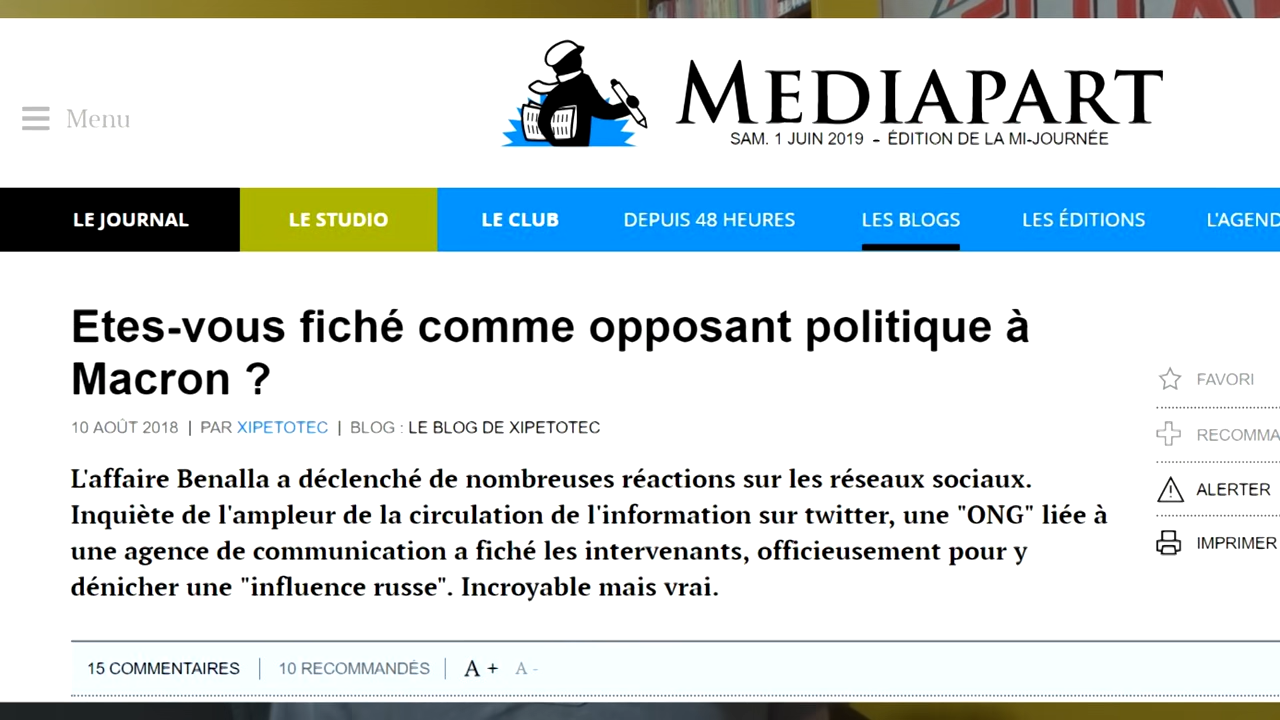 Menu
MEDIAPART
SAM. 1 JUIN 2019 - ÉDITION DE LA MI-JOURNÉE
LE JOURNAL
LE STUDIO
LE CLUB
DEPUIS 48 HEURES
LES BLOGS
LES ÉDITIONS
L'AGEND
Etes-vous fiché comme opposant politique à
Macron ?
10 AOÛT 2018 | PAR XIPETOTEC | BLOG : LE BLOG DE XIPETOTEC
FAVORI
RECOMMA
ALERTER
IMPRIMER
L'affaire Benalla a déclenché de nombreuses réactions sur les réseaux sociaux.
Inquiète de l'ampleur de la circulation de l'information sur twitter, une "ONG" liée à
une agence de communication a fiché les intervenants, officieusement pour y
dénicher une "influence russe". Incroyable mais vrai.
15 COMMENTAIRES | 10 RECOMMANDÉS | A + A -